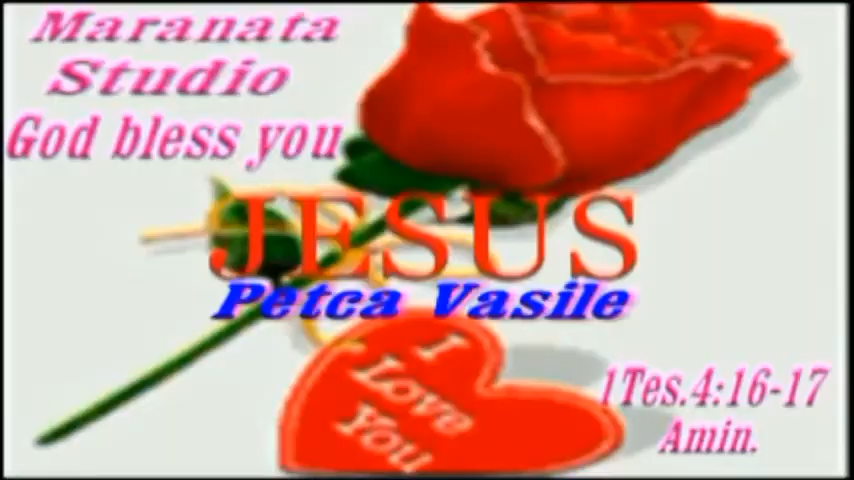 Maranata
Studio
God bless you
JESUS
Petca Vasile
I
Love
You
1Tes.4:16-17
Amin.